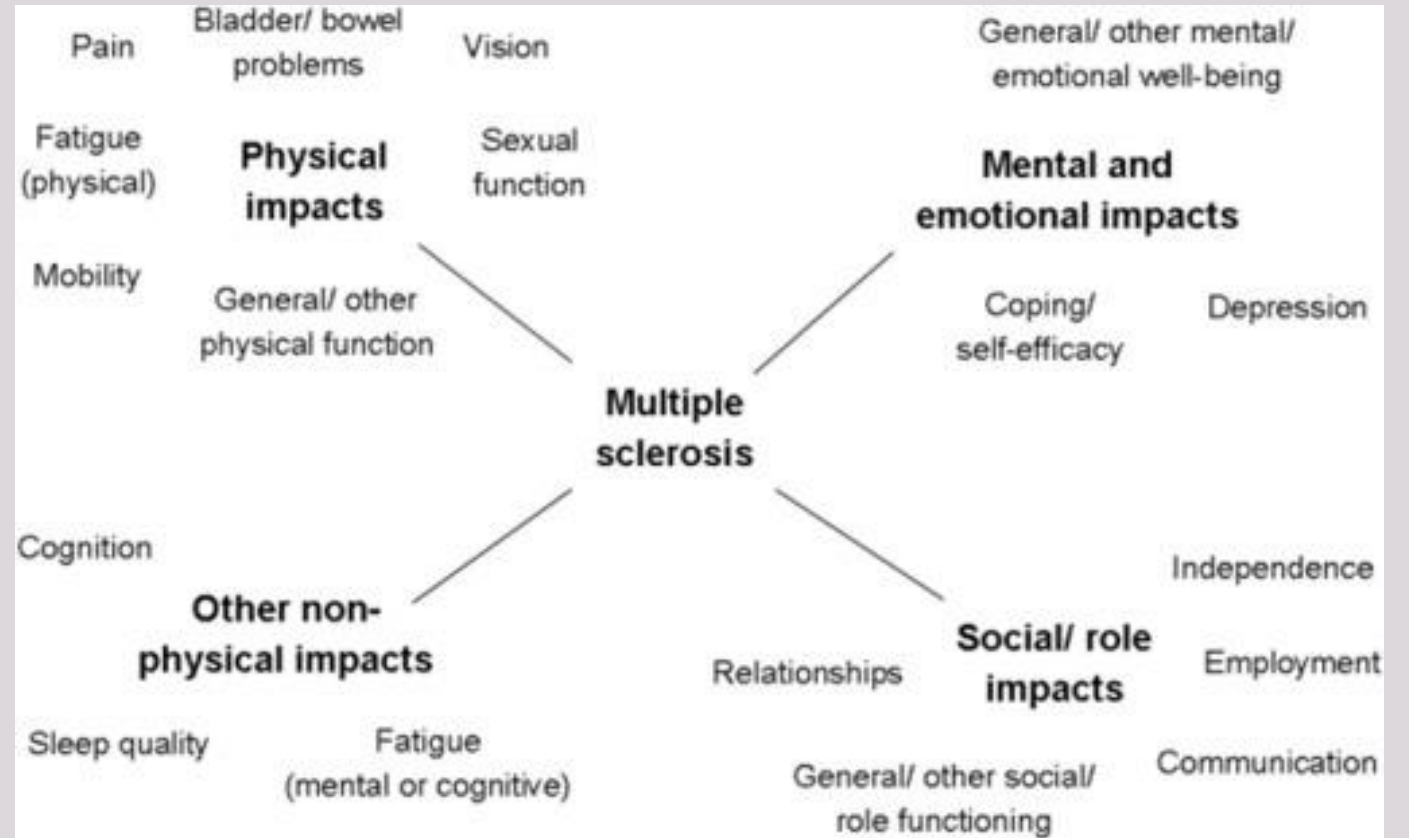 Pain
Bladder/ bowel
problems
Vision
Fatigue
(physical)
Physical
impacts
Sexual
function
Mobility
General/ other
physical function
General/ other mental/
emotional well-being
Mental and
emotional impacts
Coping/
self-efficacy
Depression
Multiple
sclerosis
Cognition
Other non-
physical impacts
Sleep quality
Fatigue
(mental or cognitive)
Independence
Social/ role
impacts
Relationships
Employment
Communication
General/ other social/
role functioning